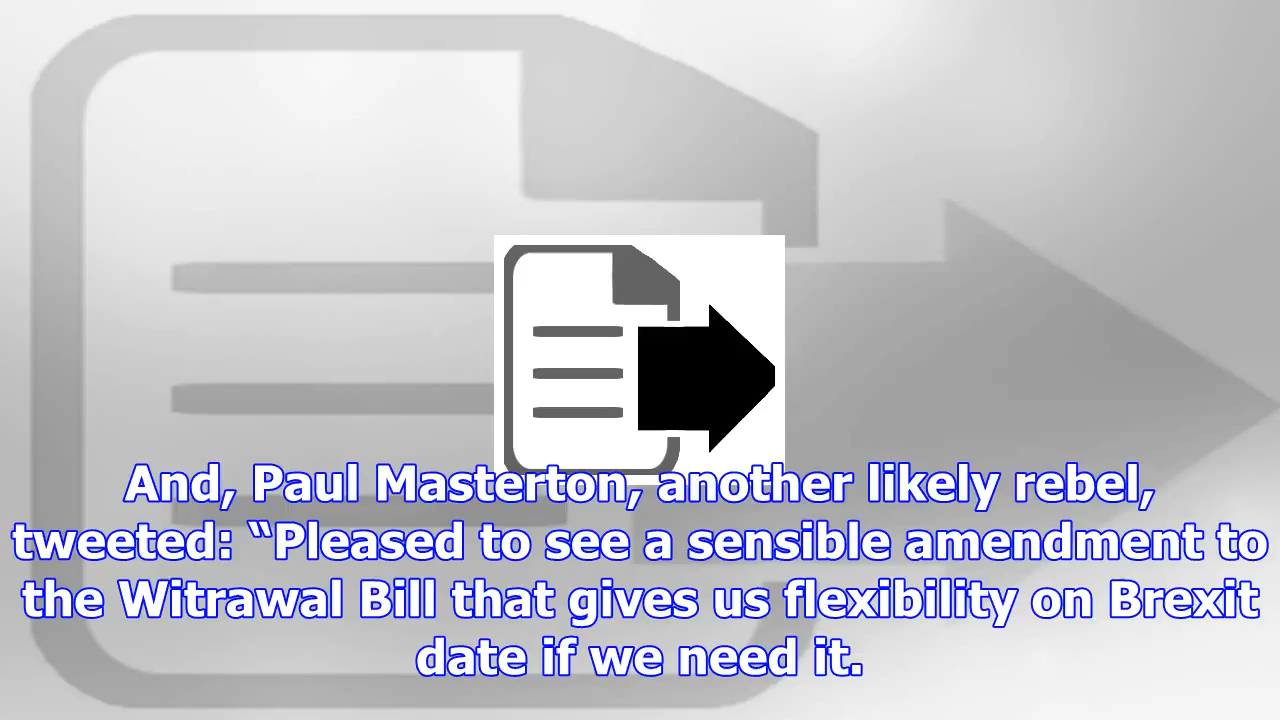 And, Paul Masterton, another likely rebel,
tweeted: “Pleased to see a sensible amendment to
the Witrawal Bill that gives us flexibility on Brexit
date if we need it.